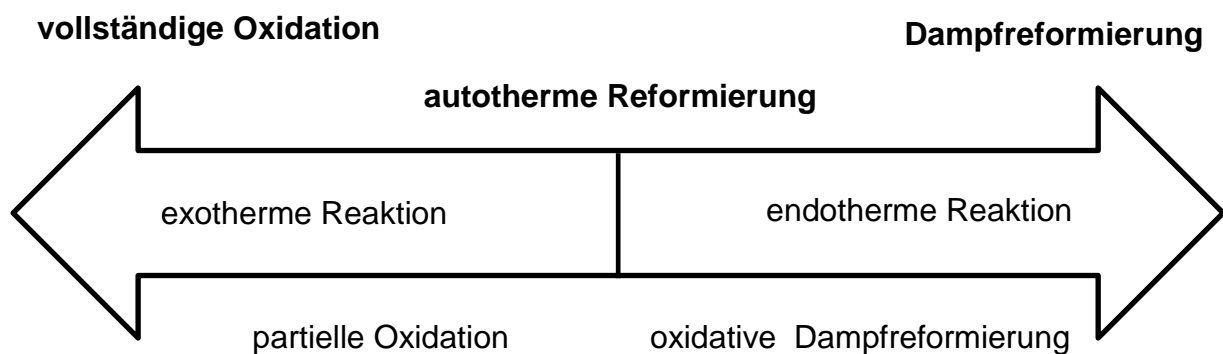 vollständige Oxidation
Dampfreformierung
autotherme Reformierung
exotherme Reaktion
endotherme Reaktion
partielle Oxidation
oxidative Dampfreformierung